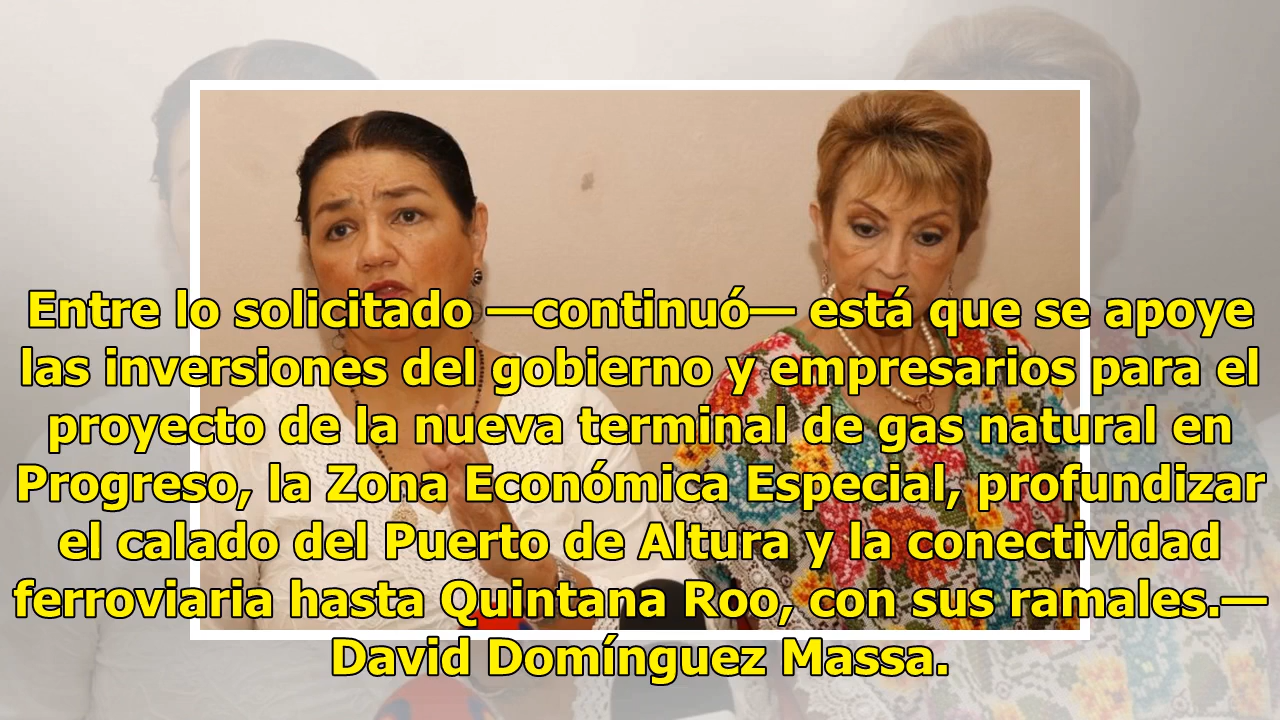 Entre lo solicitado —continuó— está que se apoye
las inversiones del gobierno y empresarios para el
proyecto de la nueva terminal de gas natural en
Progreso, la Zona Económica Especial, profundizar
el calado del Puerto de Altura y la conectividad
ferroviaria hasta Quintana Roo, con sus ramales.—
David Domínguez Massa.